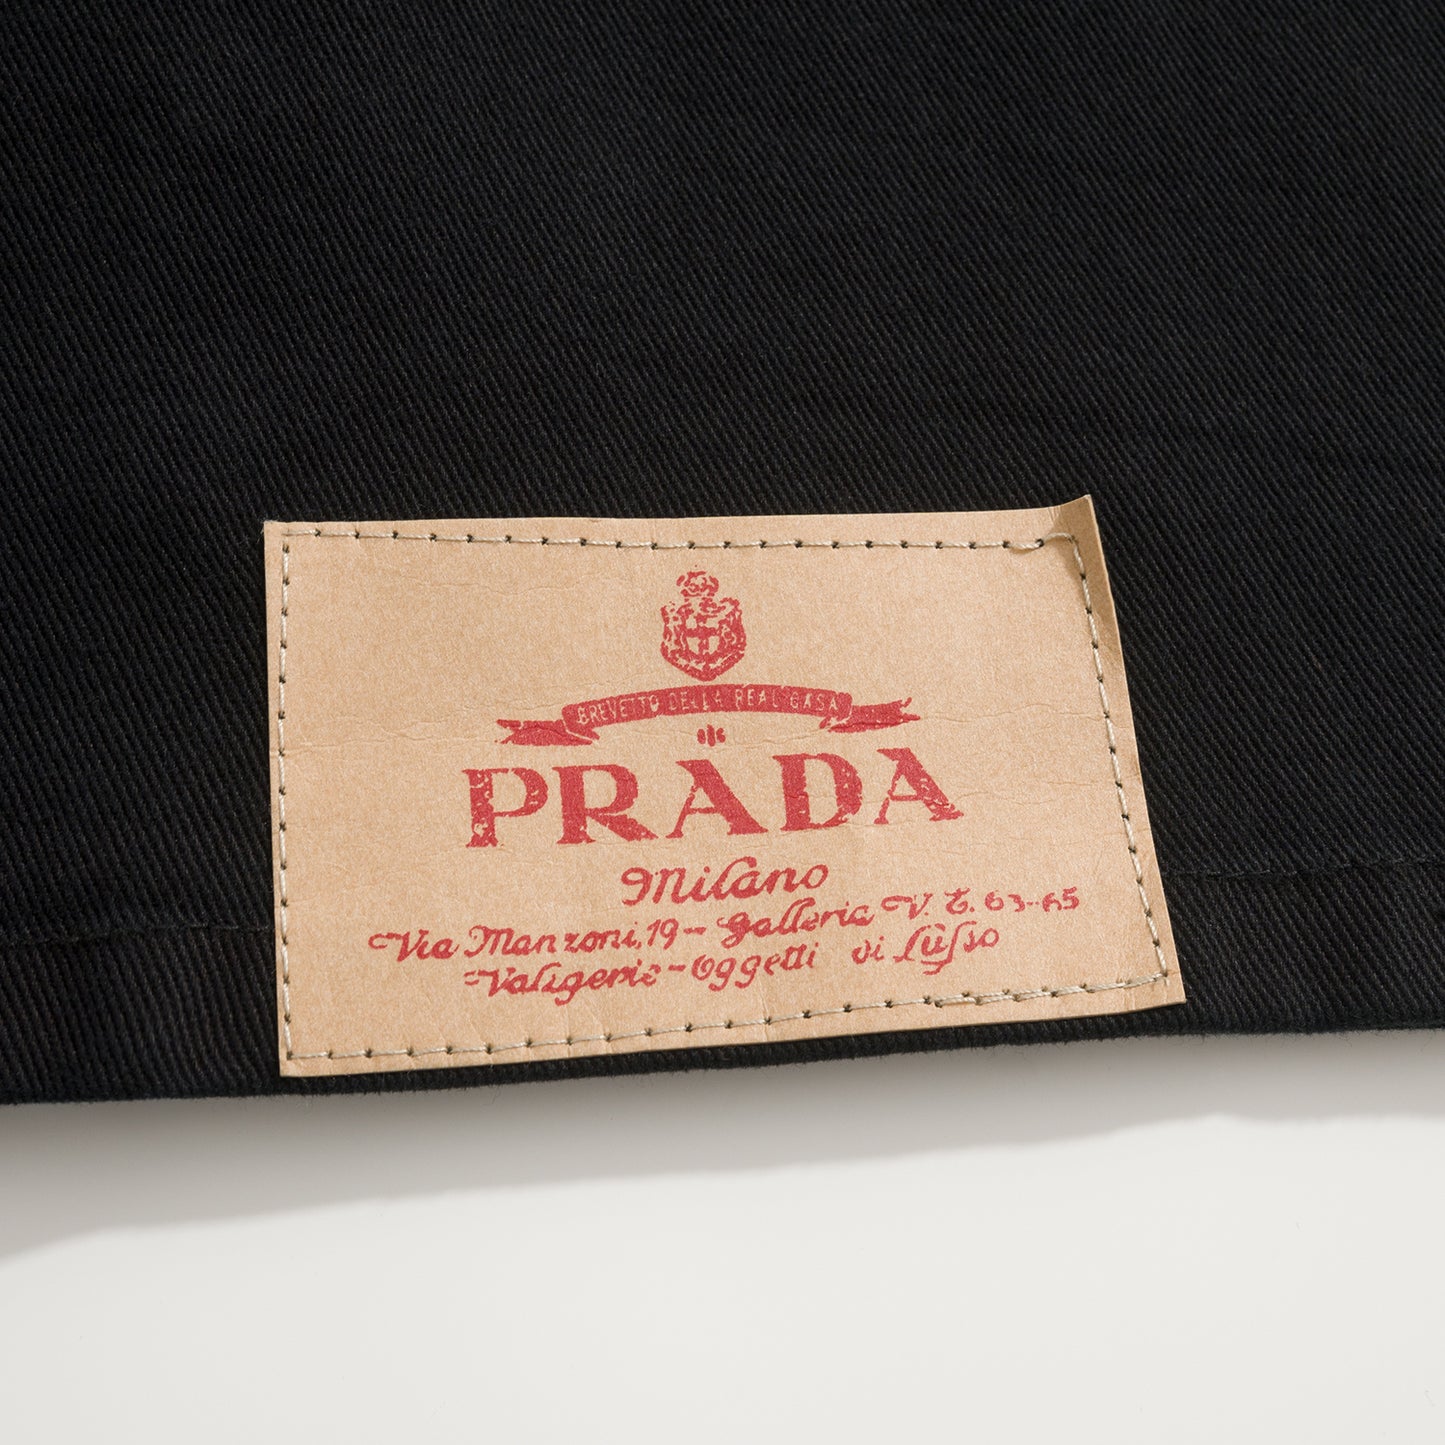 BREVETTO DELLA REAL CASA
PRADA
Milano
Via Manzoni, 19 - Galleria V. E. 63-65
Valigerie - Oggetti di Lusso